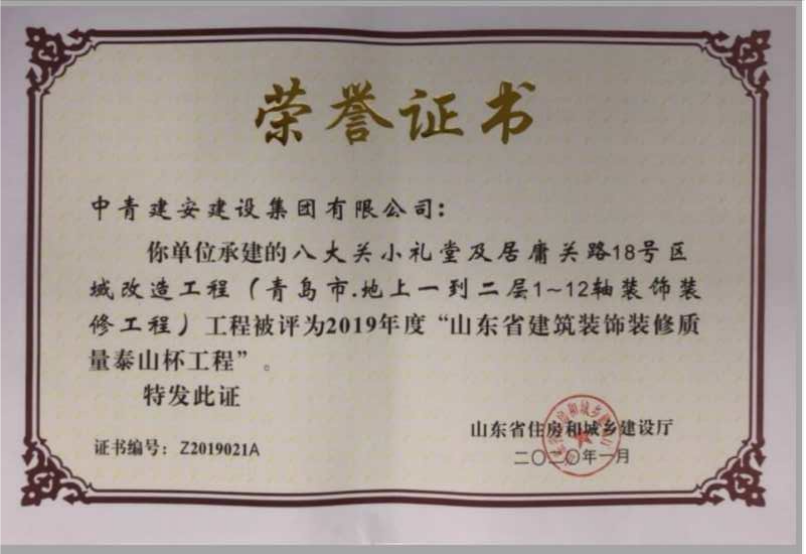 荣誉证书
中青建安建设集团有限公司：
你单位承建的八大关小礼堂及居庸关路18号区
域改造工程（青岛市.地上一到二层1~12轴装饰装
修工程）工程被评为2019年度“山东省建筑装饰装修质
量泰山杯工程”。
特发此证
证书编号：Z2019021A
山东省住房和城乡建设厅
二〇二〇年一月